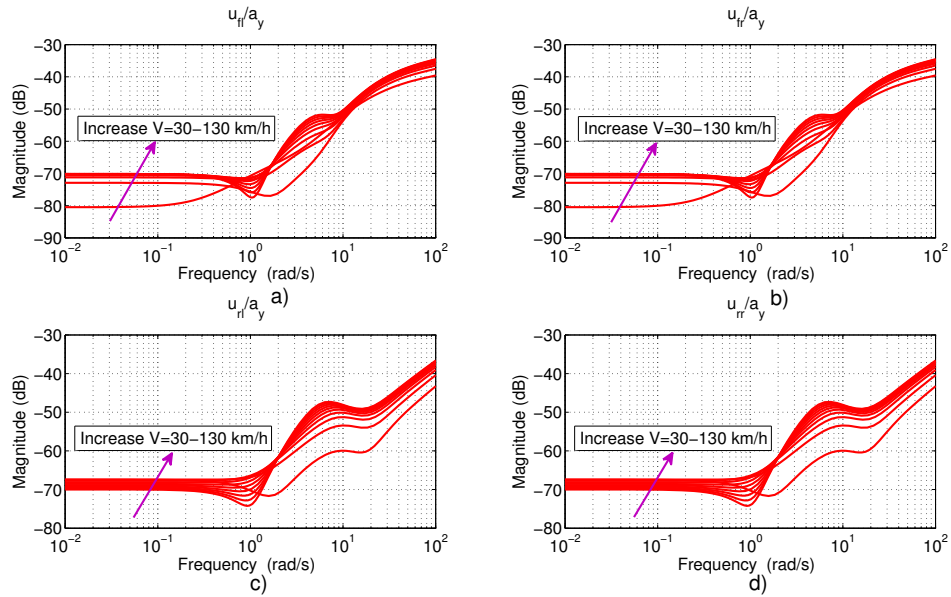 u_fl/a_y
Magnitude (dB)
−30
−40
−50
−60
−70
−80
−90
Increase V=30−130 km/h
10^−2 10^−1 10^0 10^1 10^2
Frequency (rad/s)
a)
u_fr/a_y
Magnitude (dB)
−30
−40
−50
−60
−70
−80
−90
Increase V=30−130 km/h
10^−2 10^−1 10^0 10^1 10^2
Frequency (rad/s)
b)
u_rl/a_y
Magnitude (dB)
−30
−40
−50
−60
−70
−80
Increase V=30−130 km/h
10^−2 10^−1 10^0 10^1 10^2
Frequency (rad/s)
c)
u_rr/a_y
Magnitude (dB)
−30
−40
−50
−60
−70
−80
Increase V=30−130 km/h
10^−2 10^−1 10^0 10^1 10^2
Frequency (rad/s)
d)